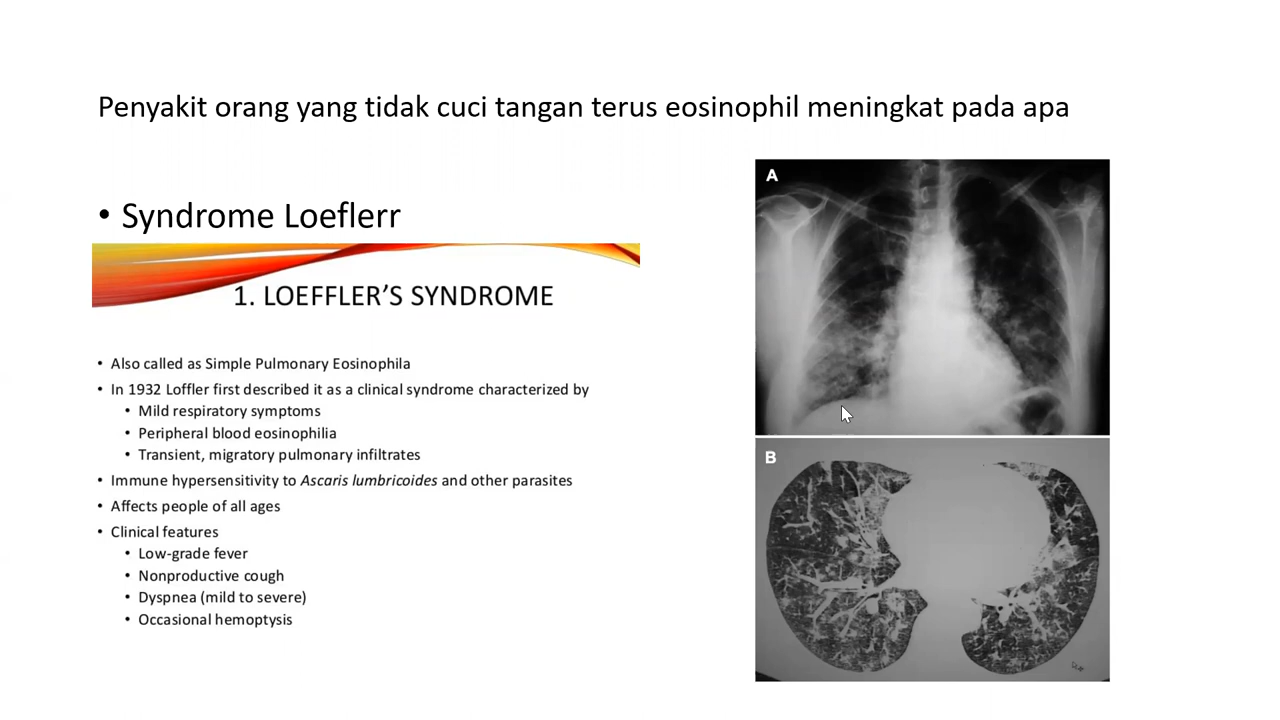 Penyakit orang yang tidak cuci tangan terus eosinophil meningkat pada apa
• Syndrome Loeflerr
1. LOEFFLER’S SYNDROME
• Also called as Simple Pulmonary Eosinophila
• In 1932 Loffler first described it as a clinical syndrome characterized by
• Mild respiratory symptoms
• Peripheral blood eosinophilia
• Transient, migratory pulmonary infiltrates
• Immune hypersensitivity to Ascaris lumbricoides and other parasites
• Affects people of all ages
• Clinical features
• Low-grade fever
• Nonproductive cough
• Dyspnea (mild to severe)
• Occasional hemoptysis
A
B